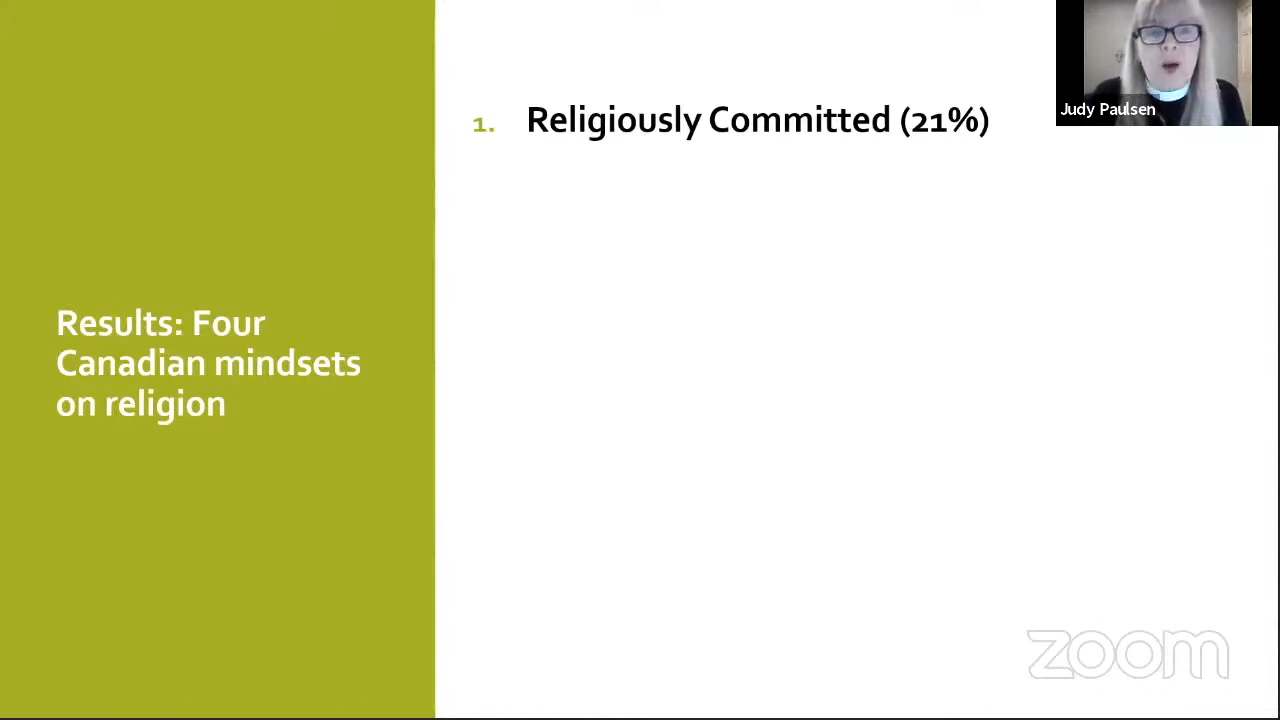 Results: Four
Canadian mindsets
on religion
1. Religiously Committed (21%)
Judy Paulsen
zoom